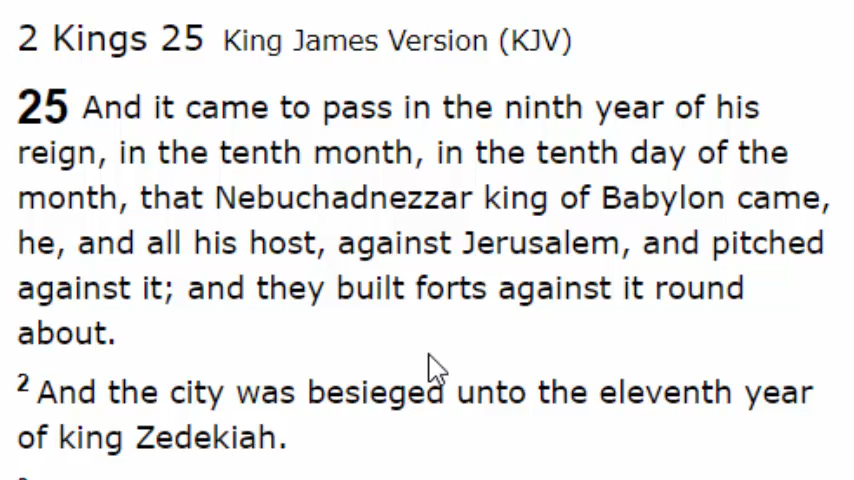 2 Kings 25 King James Version (KJV)
25 And it came to pass in the ninth year of his
reign, in the tenth month, in the tenth day of the
month, that Nebuchadnezzar king of Babylon came,
he, and all his host, against Jerusalem, and pitched
against it; and they built forts against it round
about.
2 And the city was besieged unto the eleventh year
of king Zedekiah.